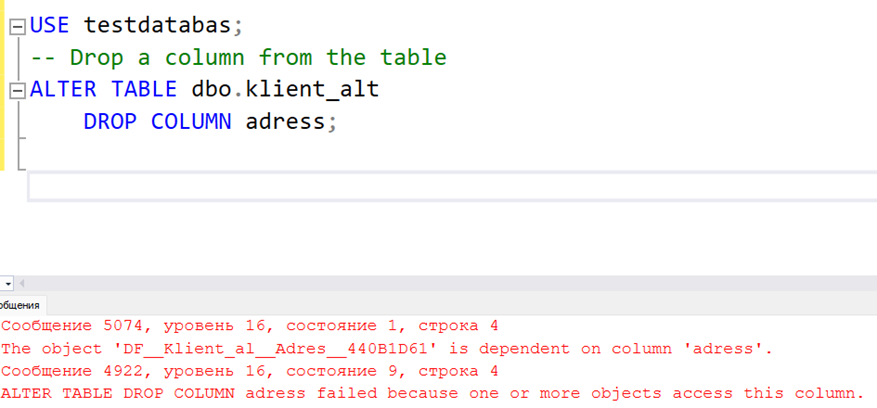 USE testdatabas;
-- Drop a column from the table
ALTER TABLE dbo.klient_alt
DROP COLUMN adress;
общения
Сообщение 5074, уровень 16, состояние 1, строка 4
The object 'DF__Klient_al__Adres__440B1D61' is dependent on column 'adress'.
Сообщение 4922, уровень 16, состояние 9, строка 4
ALTER TABLE DROP COLUMN adress failed because one or more objects access this column.